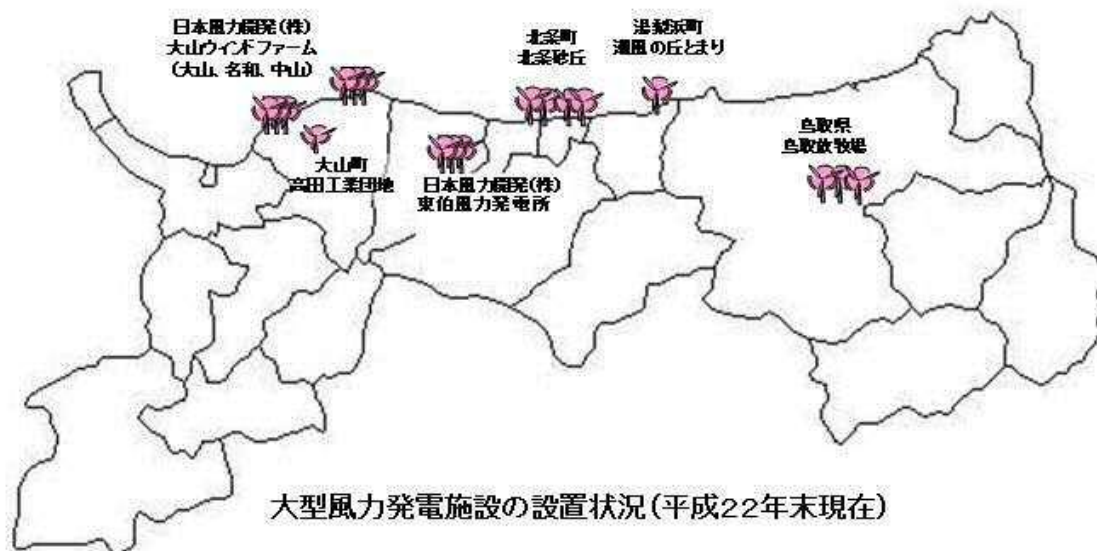 日本風力開発(株)
大山ウィンドファーム
(大山、名和、中山)
北条町
北条砂丘
湯梨浜町
潮風の丘とまり
鳥取県
鳥取放牧場
大山町
高田工業団地
日本風力開発(株)
東伯風力発電所
大型風力発電施設の設置状況(平成22年末現在)